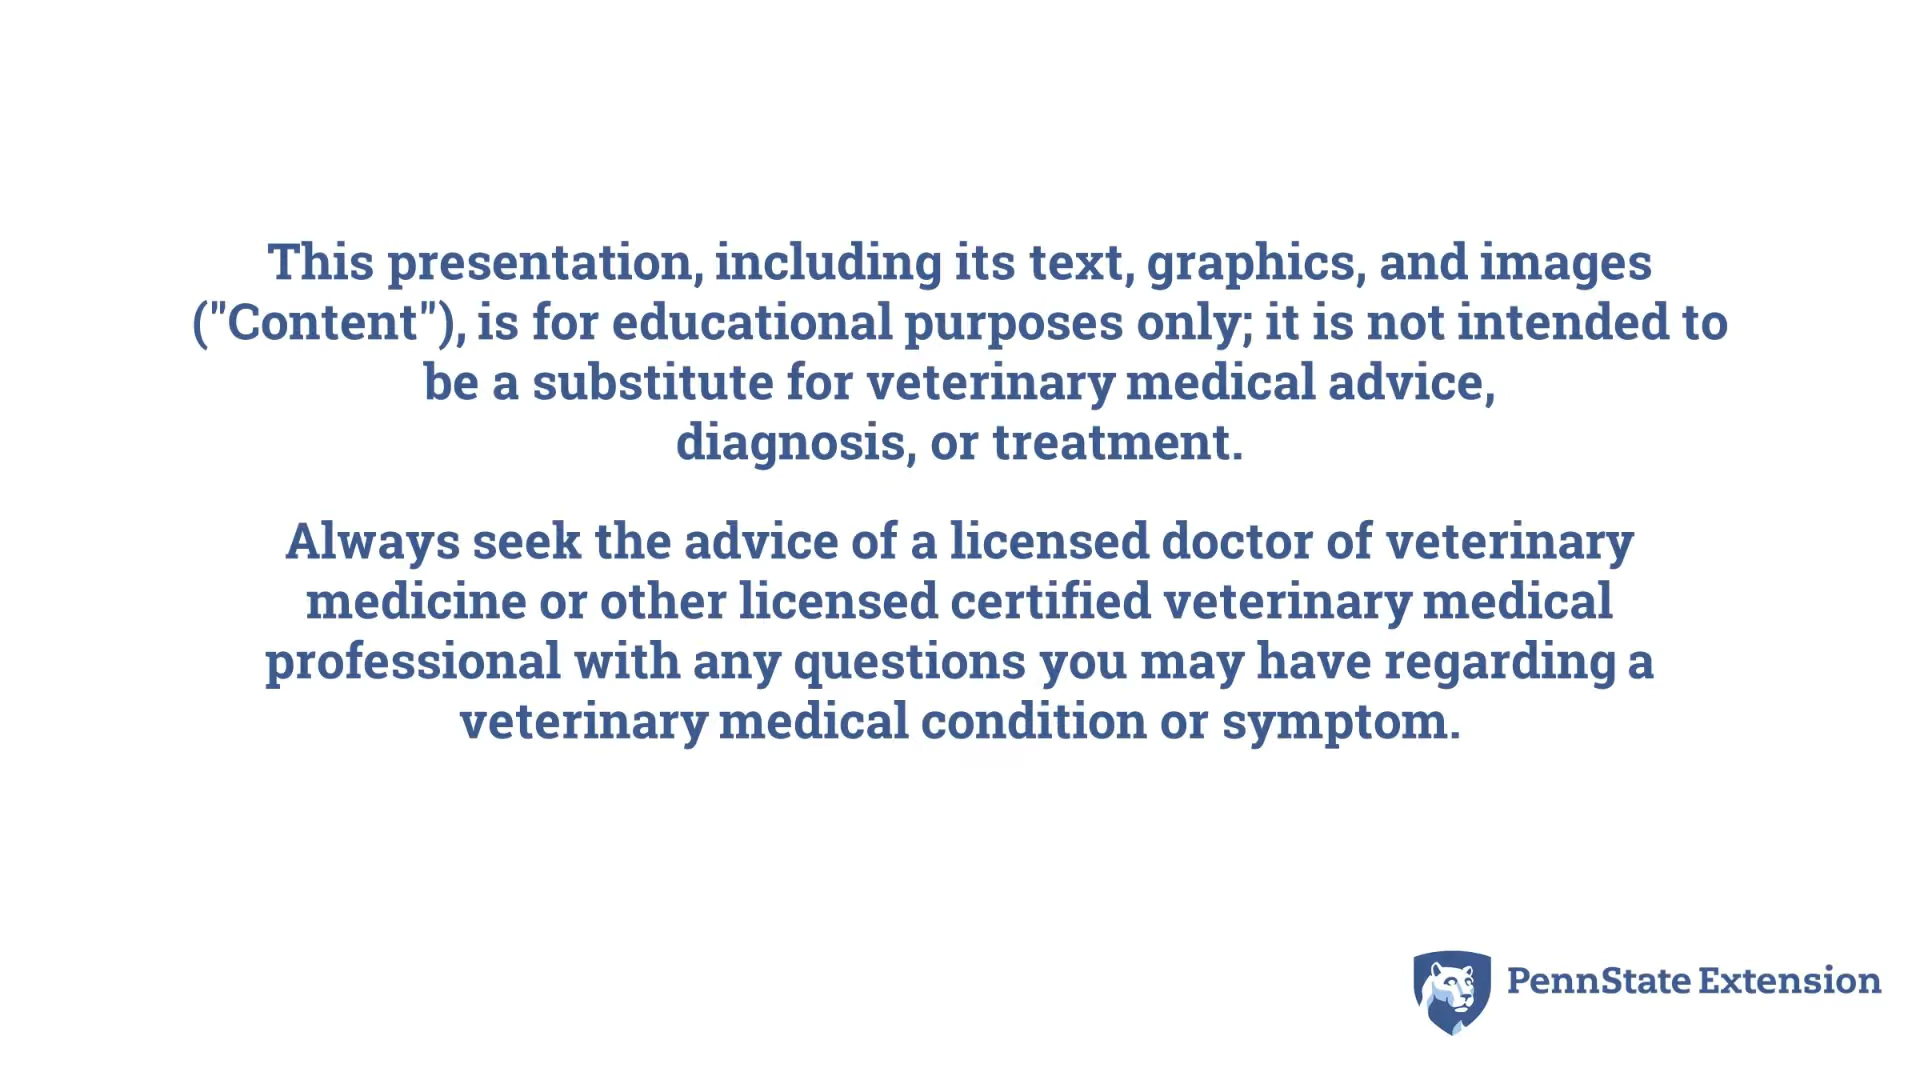 This presentation, including its text, graphics, and images
("Content"), is for educational purposes only; it is not intended to
be a substitute for veterinary medical advice,
diagnosis, or treatment.
Always seek the advice of a licensed doctor of veterinary
medicine or other licensed certified veterinary medical
professional with any questions you may have regarding a
veterinary medical condition or symptom.
PennState Extension